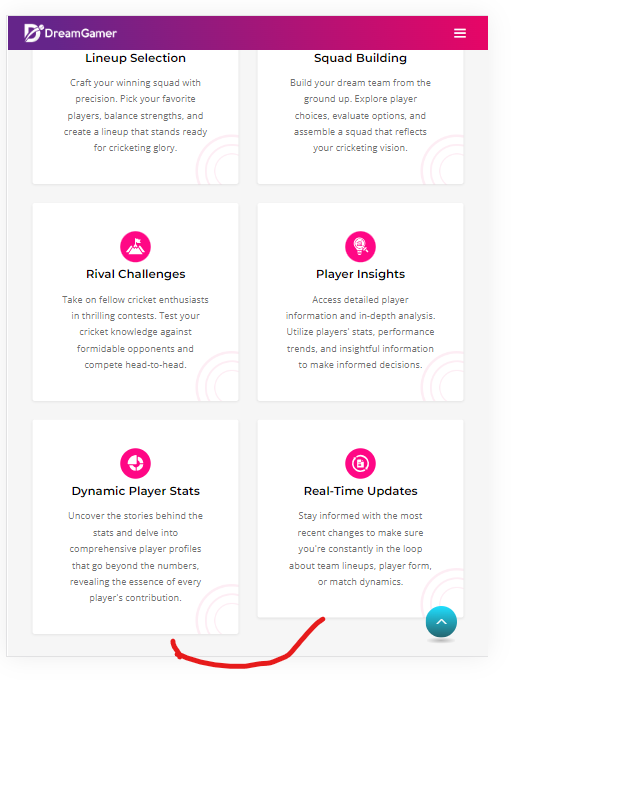 DreamGamer
Lineup Selection
Craft your winning squad with
precision. Pick your favorite
players, balance strengths, and
create a lineup that stands ready
for cricketing glory.
Squad Building
Build your dream team from the
ground up. Explore player
choices, evaluate options, and
assemble a squad that reflects
your cricketing vision.
Rival Challenges
Take on fellow cricket enthusiasts
in thrilling contests. Test your
cricket knowledge against
formidable opponents and
compete head-to-head.
Player Insights
Access detailed player
information and in-depth analysis.
Utilize players' stats, performance
trends, and insightful information
to make informed decisions.
Dynamic Player Stats
Uncover the stories behind the
stats and delve into
comprehensive player profiles
that go beyond the numbers,
revealing the essence of every
player's contribution.
Real-Time Updates
Stay informed with the most
recent changes to make sure
you're constantly in the loop
about team lineups, player form,
or match dynamics.